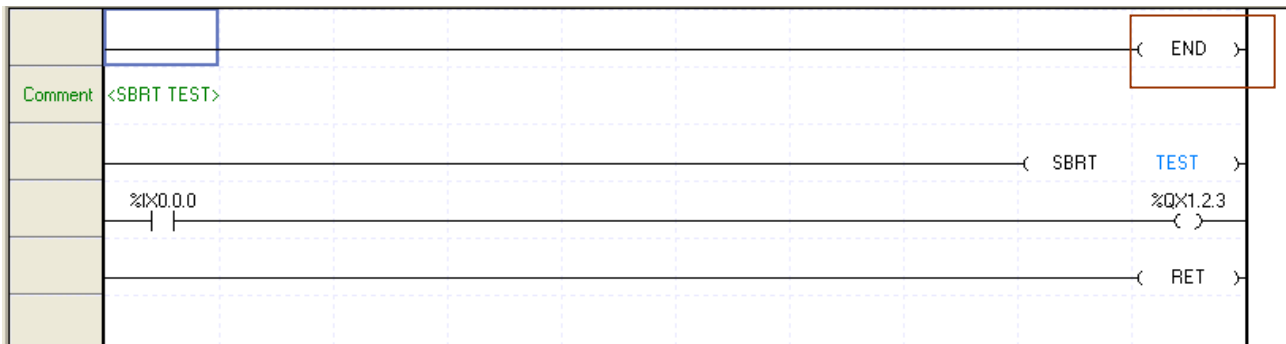 END
Comment <SBRT TEST>
SBRT TEST
%IX0.0.0 %QX1.2.3
RET